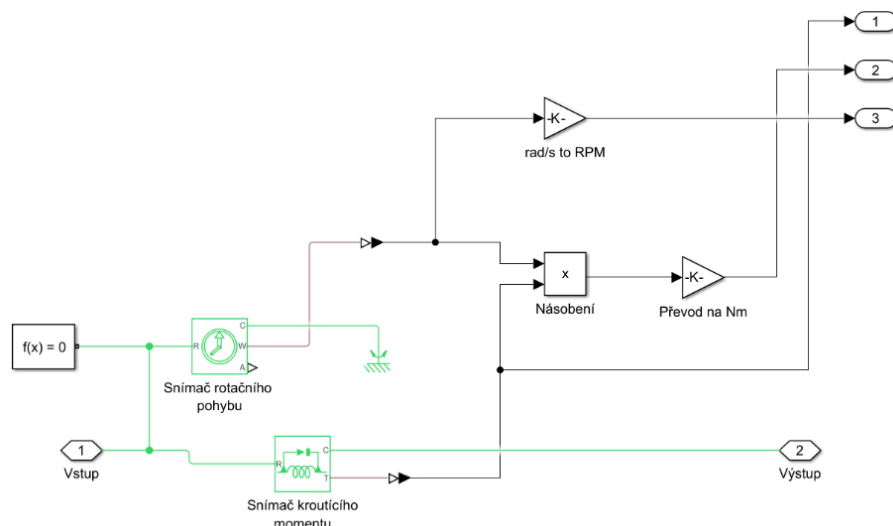 1
2
3
-K-
rad/s to RPM
x
Násobení
-K-
Převod na Nm
f(x) = 0
R
C
W
A
Snímač rotačního
pohybu
1
Vstup
R
C
T
Snímač kroutícího
momentu
2
Výstup